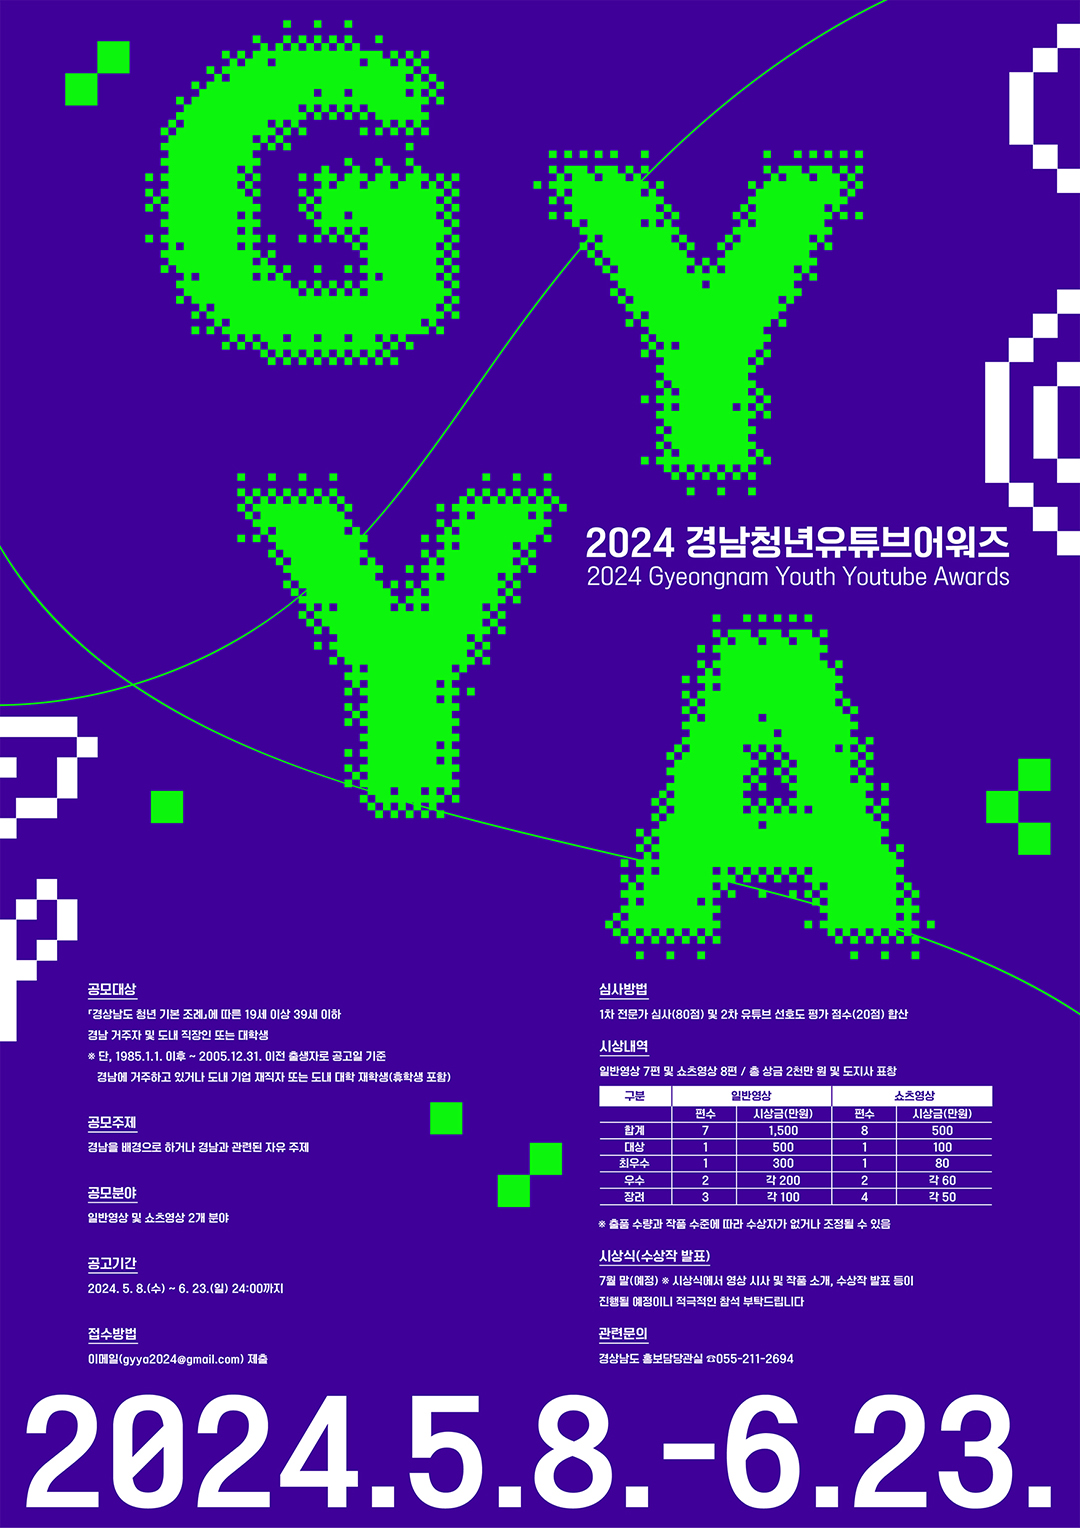 G Y
Y A
2024 경남청년유튜브어워즈
2024 Gyeongnam Youth Youtube Awards
공모대상
「경상남도 청년 기본 조례」에 따른 19세 이상 39세 이하
경남 거주자 및 도내 직장인 또는 대학생
※ 단, 1985.1.1. 이후 ~ 2005.12.31. 이전 출생자로 공고일 기준
경남에 거주하고 있거나 도내 기업 재직자 또는 도내 대학 재학생(휴학생 포함)
공모주제
경남을 배경으로 하거나 경남과 관련된 자유 주제
공모분야
일반영상 및 쇼츠영상 2개 분야
공고기간
2024. 5. 8.(수) ~ 6. 23.(일) 24:00까지
접수방법
이메일(gyya2024@gmail.com) 제출
심사방법
1차 전문가 심사(80점) 및 2차 유튜브 선호도 평가 점수(20점) 합산
시상내역
일반영상 7편 및 쇼츠영상 8편 / 총 상금 2천만 원 및 도지사 표창
구분 일반영상 쇼츠영상
편수 시상금(만원) 편수 시상금(만원)
합계 7 1,500 8 500
대상 1 500 1 100
최우수 1 300 1 80
우수 2 각 200 2 각 60
장려 3 각 100 4 각 50
※ 출품 수량과 작품 수준에 따라 수상자가 없거나 조정될 수 있음
시상식(수상작 발표)
7월 말(예정) ※ 시상식에서 영상 시사 및 작품 소개, 수상작 발표 등이
진행될 예정이니 적극적인 참석 부탁드립니다
관련문의
경상남도 홍보담당관실 ☎055-211-2694
2024.5.8.-6.23.